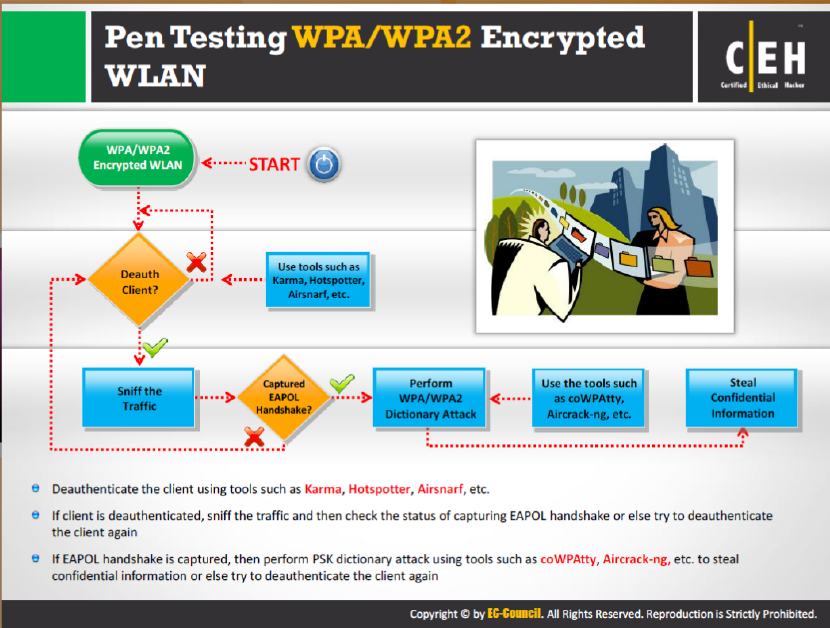 Pen Testing WPA/WPA2 Encrypted
WLAN
C|EH
Certified Ethical Hacker
WPA/WPA2
Encrypted WLAN
START
Deauth
Client?
Use tools such as
Karma, Hotspotter,
Airsnarf, etc.
Sniff the
Traffic
Captured
EAPOL
Handshake?
Perform
WPA/WPA2
Dictionary Attack
Use the tools such
as coWPAtty,
Aircrack-ng, etc.
Steal
Confidential
Information
Deauthenticate the client using tools such as Karma, Hotspotter, Airsnarf, etc.
If client is deauthenticated, sniff the traffic and then check the status of capturing EAPOL handshake or else try to deauthenticate
the client again
If EAPOL handshake is captured, then perform PSK dictionary attack using tools such as coWPAtty, Aircrack-ng, etc. to steal
confidential information or else try to deauthenticate the client again
Copyright © by EG-Council. All Rights Reserved. Reproduction is Strictly Prohibited.